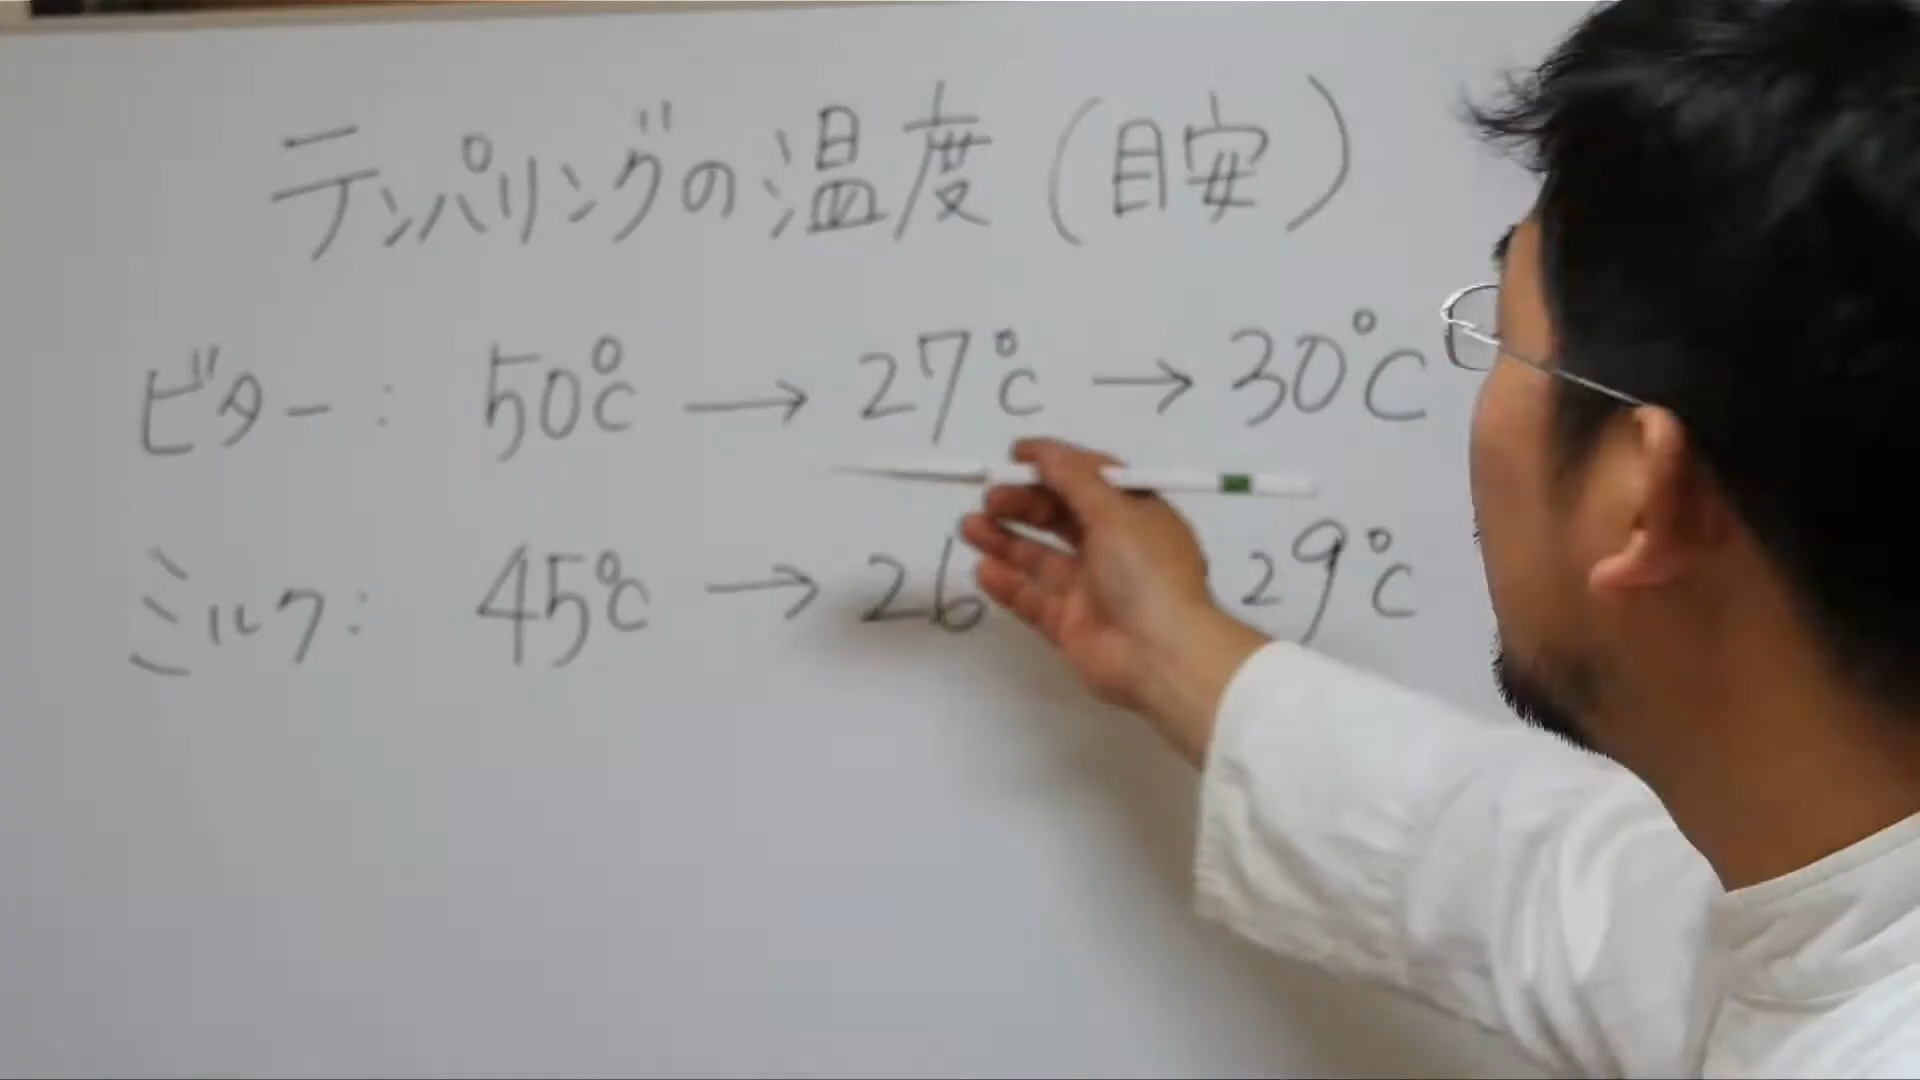 テンパリングの温度(目安)
ビター: 50℃ → 27℃ → 30℃
ミルク: 45℃ → 26 29℃